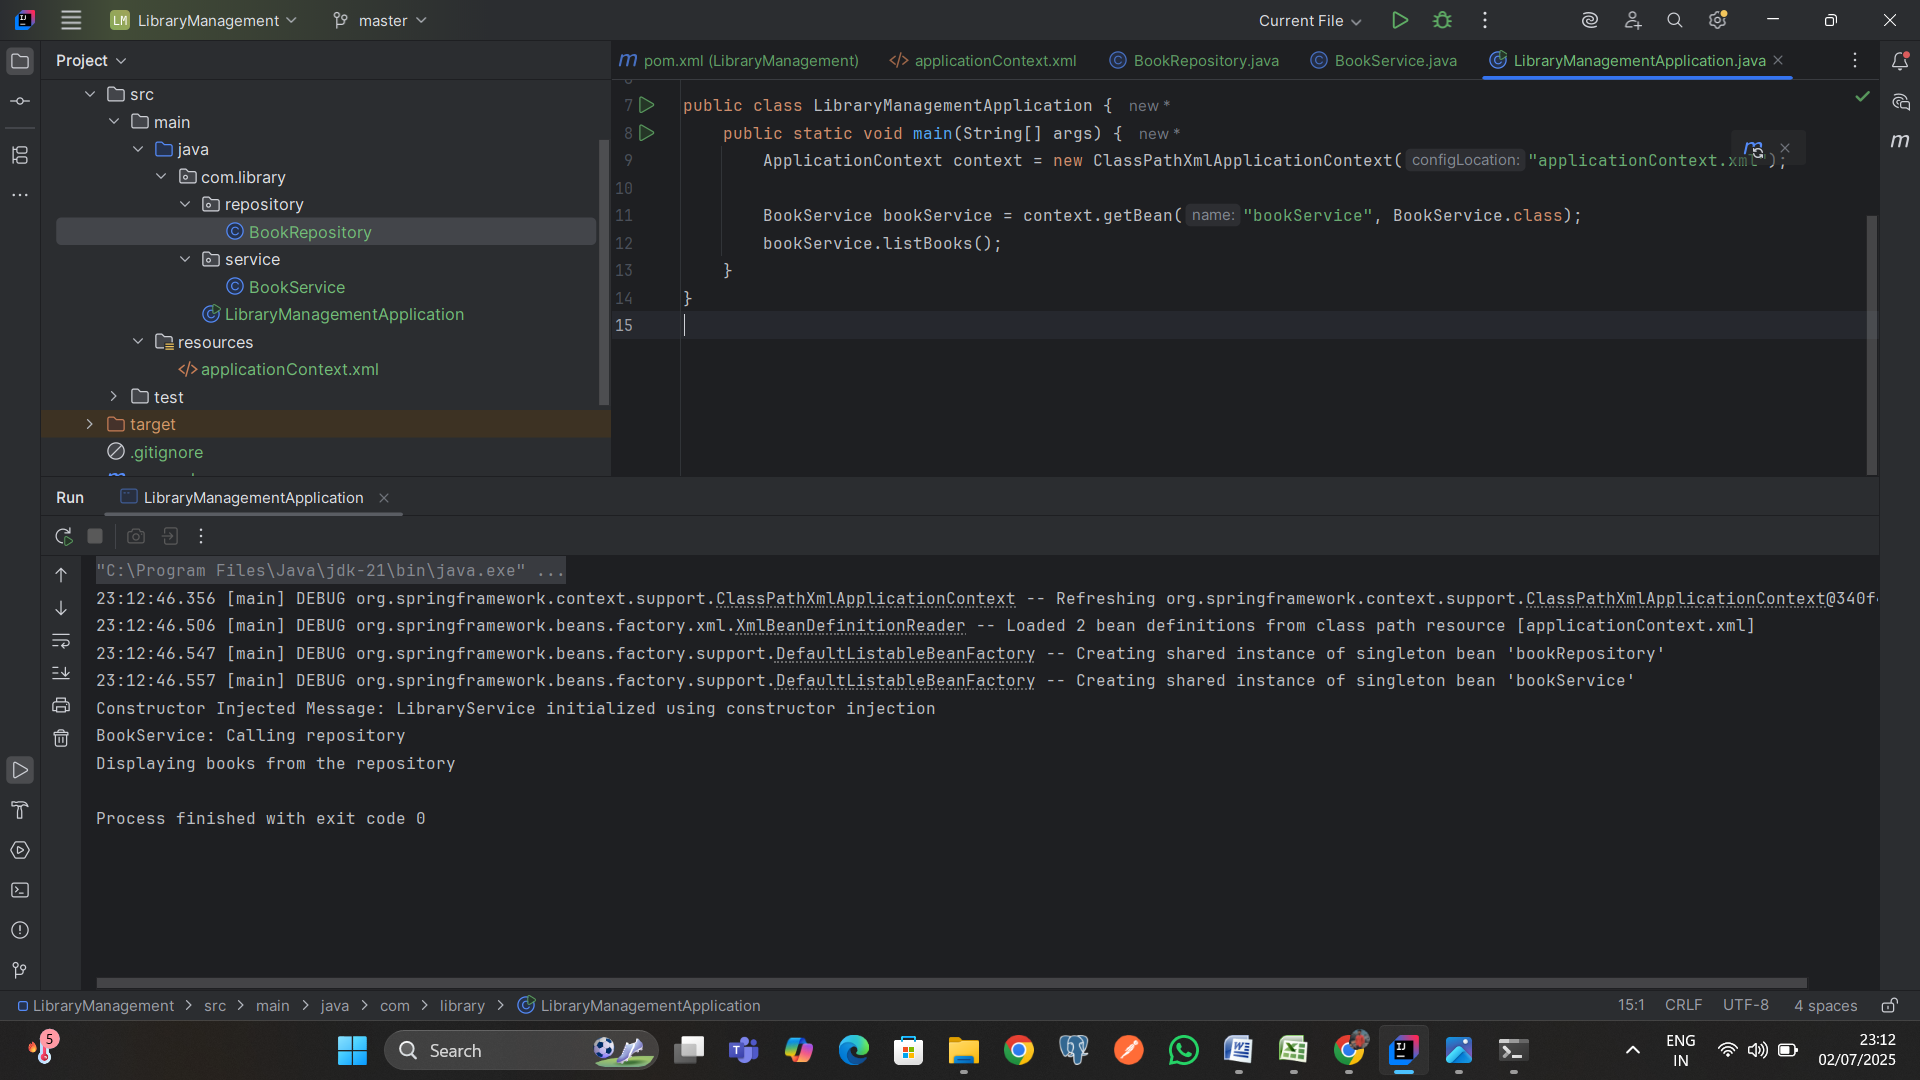 LM LibraryManagement master Current File
Project
pom.xml (LibraryManagement) applicationContext.xml BookRepository.java BookService.java LibraryManagementApplication.java
src
main
java
com.library
repository
BookRepository
service
BookService
LibraryManagementApplication
resources
applicationContext.xml
test
target
.gitignore
7 public class LibraryManagementApplication { new *
8 public static void main(String[] args) { new *
9 ApplicationContext context = new ClassPathXmlApplicationContext( configLocation: "applicationContext.xml");
10
11 BookService bookService = context.getBean( name: "bookService", BookService.class);
12 bookService.listBooks();
13 }
14 }
15
Run LibraryManagementApplication
"C:\Program Files\Java\jdk-21\bin\java.exe" ...
23:12:46.356 [main] DEBUG org.springframework.context.support.ClassPathXmlApplicationContext -- Refreshing org.springframework.context.support.ClassPathXmlApplicationContext@340f
23:12:46.506 [main] DEBUG org.springframework.beans.factory.xml.XmlBeanDefinitionReader -- Loaded 2 bean definitions from class path resource [applicationContext.xml]
23:12:46.547 [main] DEBUG org.springframework.beans.factory.support.DefaultListableBeanFactory -- Creating shared instance of singleton bean 'bookRepository'
23:12:46.557 [main] DEBUG org.springframework.beans.factory.support.DefaultListableBeanFactory -- Creating shared instance of singleton bean 'bookService'
Constructor Injected Message: LibraryService initialized using constructor injection
BookService: Calling repository
Displaying books from the repository
Process finished with exit code 0
LibraryManagement > src > main > java > com > library > LibraryManagementApplication 15:1 CRLF UTF-8 4 spaces
5 Search ENG 23:12
IN 02/07/2025